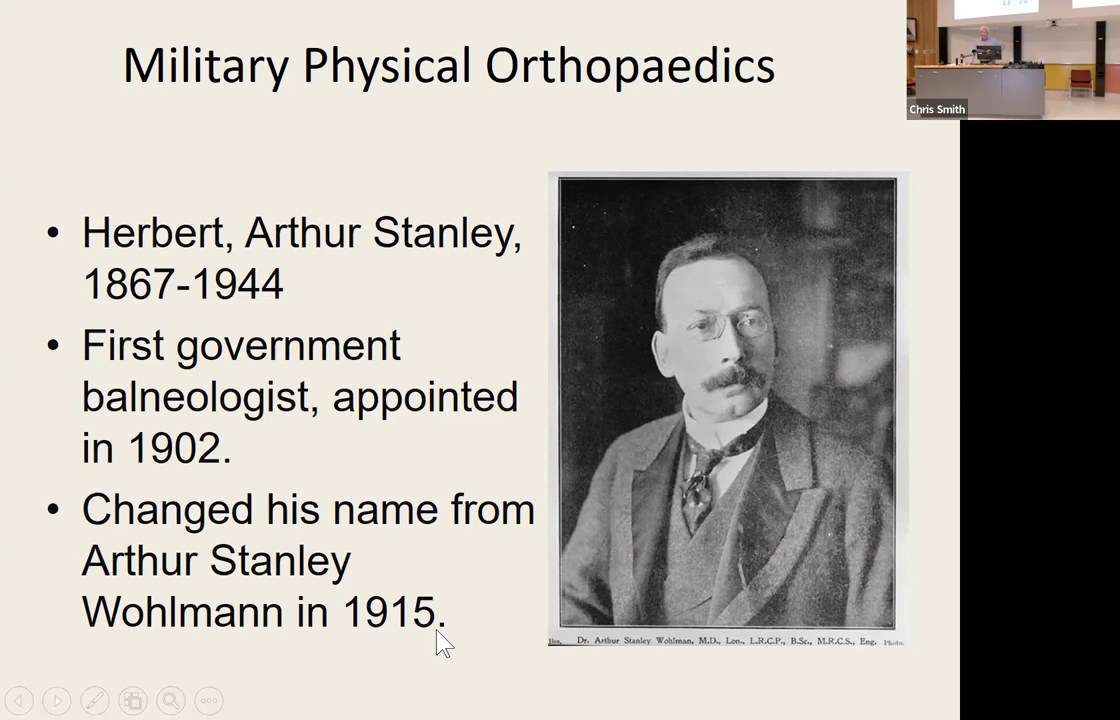 Military Physical Orthopaedics
Chris Smith
• Herbert, Arthur Stanley,
1867-1944
• First government
balneologist, appointed
in 1902.
• Changed his name from
Arthur Stanley
Wohlmann in 1915.
Dr. Arthur Stanley Wohlman, M.D., Lon., L.R.C.P., B.Sc., M.R.C.S., Eng. Photo.